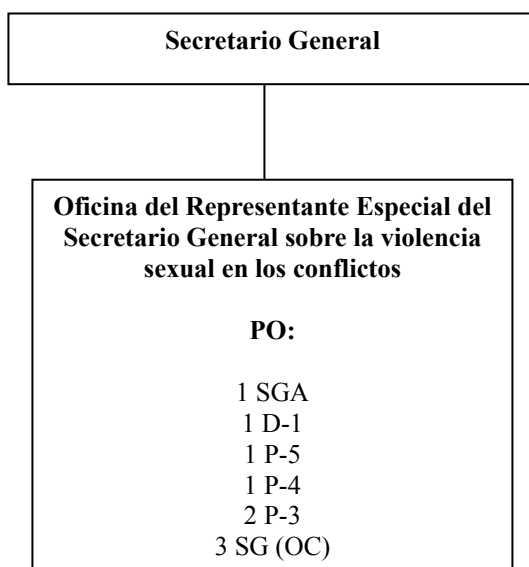 Secretario General
Oficina del Representante Especial del
Secretario General sobre la violencia
sexual en los conflictos
PO:
1 SGA
1 D-1
1 P-5
1 P-4
2 P-3
3 SG (OC)